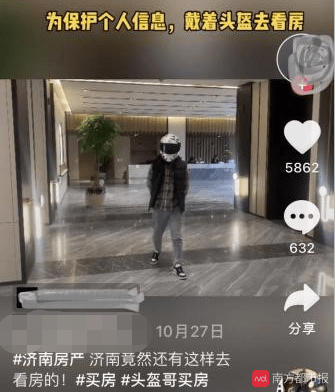 为保护个人信息，戴着头盔去看房
5862
632
分享
10月27日
#济南房产 济南竟然还有这样去
看房的！#买房 #头盔哥买房
南方都市报